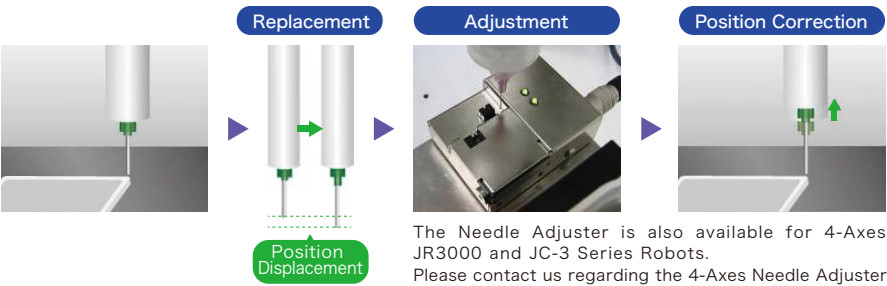 Replacement
Adjustment
Position Correction
Position
Displacement
The Needle Adjuster is also available for 4-Axes
JR3000 and JC-3 Series Robots.
Please contact us regarding the 4-Axes Needle Adjuster